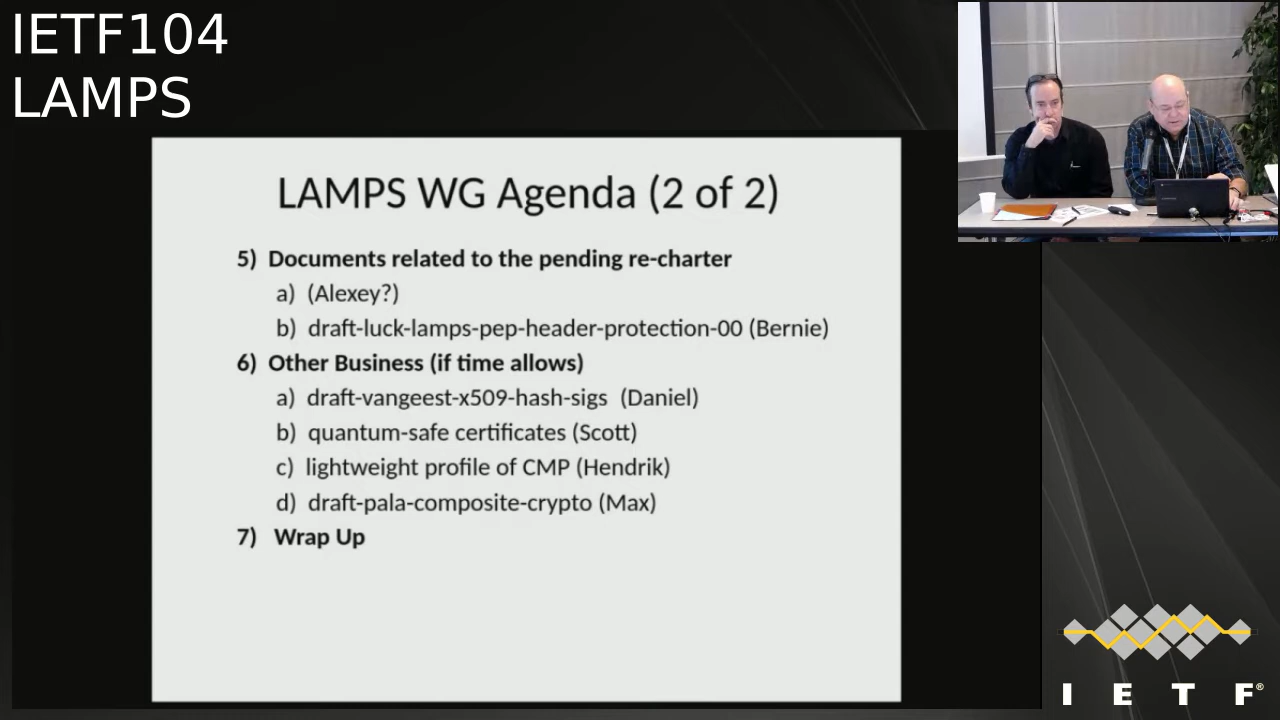 IETF104
LAMPS
LAMPS WG Agenda (2 of 2)
5) Documents related to the pending re-charter
a) (Alexey?)
b) draft-luck-lamps-pep-header-protection-00 (Bernie)
6) Other Business (if time allows)
a) draft-vangeest-x509-hash-sigs (Daniel)
b) quantum-safe certificates (Scott)
c) lightweight profile of CMP (Hendrik)
d) draft-pala-composite-crypto (Max)
7) Wrap Up
I E T F®